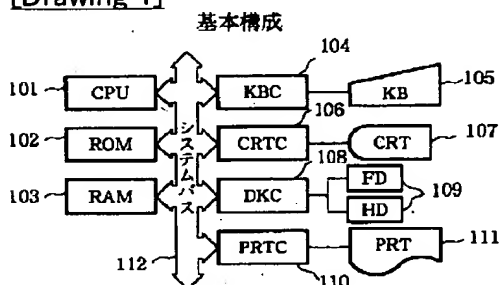 [Drawing 1]
基本構成
104
101 CPU KBC KB 105
106
102 ROM CRTC CRT 107
108
103 RAM DKC FD 109
HD
システムバス
112 PRTC PRT 111
110